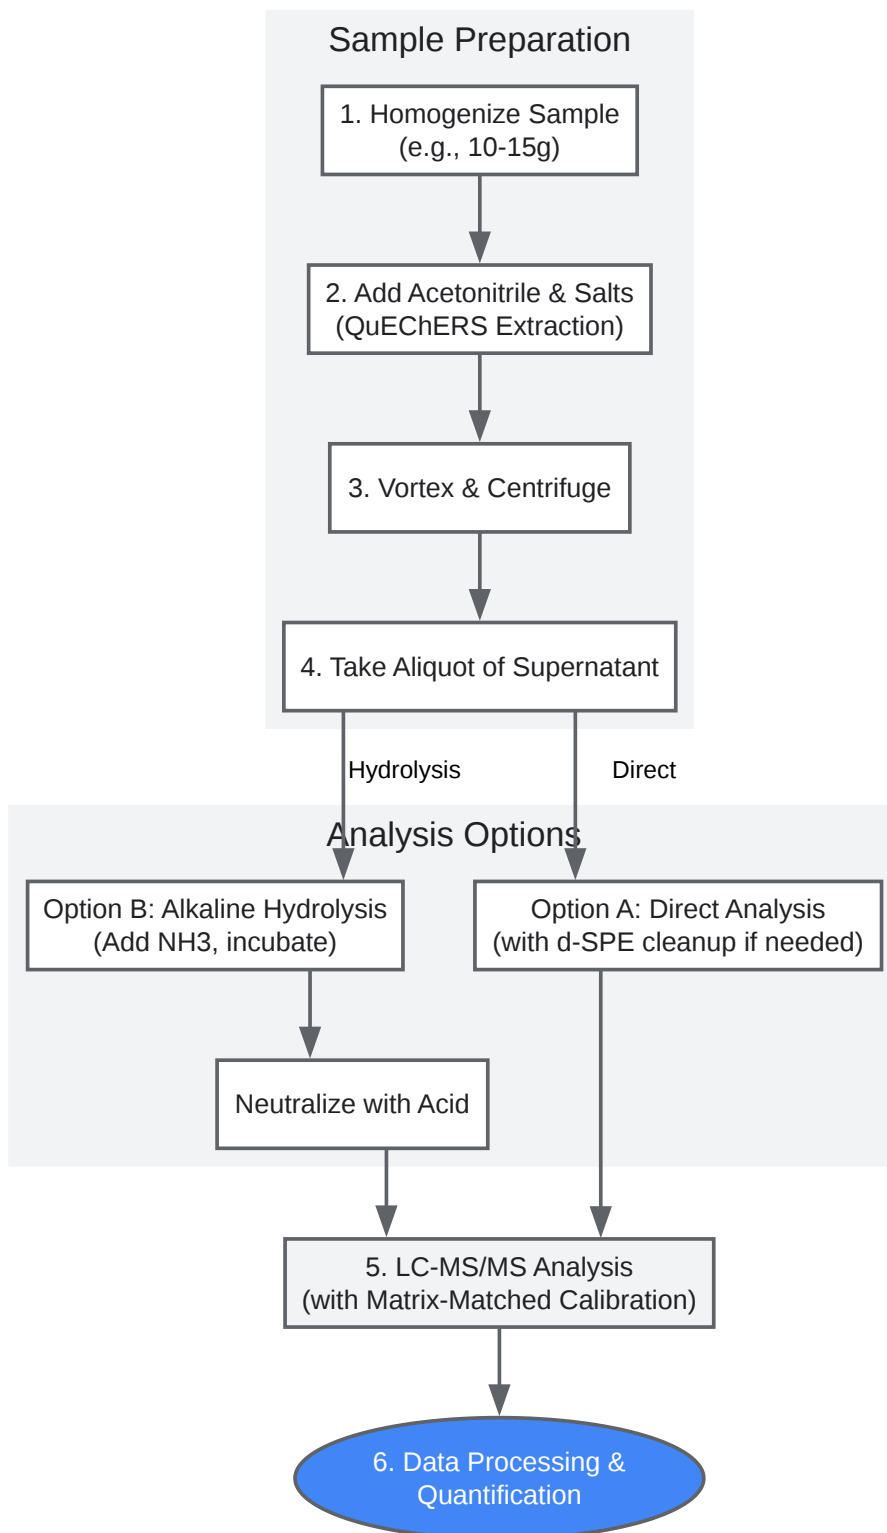 Sample Preparation
1. Homogenize Sample
(e.g., 10-15g)
2. Add Acetonitrile & Salts
(QuEChERS Extraction)
3. Vortex & Centrifuge
4. Take Aliquot of Supernatant
Hydrolysis
Direct
Analysis Options
Option B: Alkaline Hydrolysis
(Add NH3, incubate)
Option A: Direct Analysis
(with d-SPE cleanup if needed)
Neutralize with Acid
5. LC-MS/MS Analysis
(with Matrix-Matched Calibration)
6. Data Processing &
Quantification